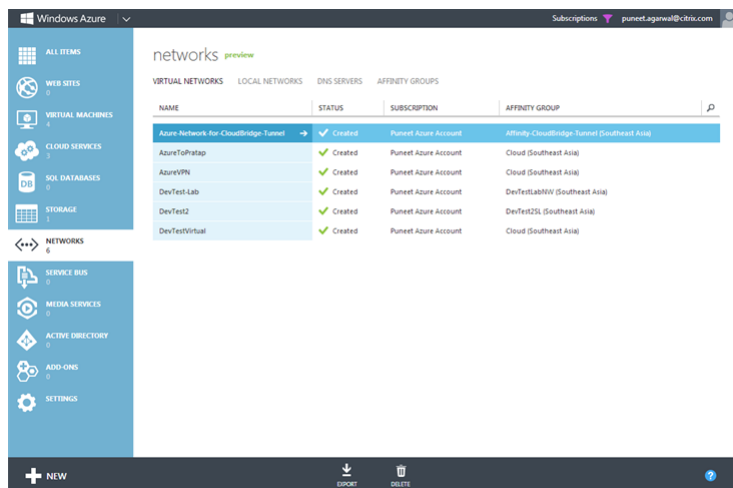 Windows Azure
Subscriptions puneet.agarwal@citrix.com
ALL ITEMS
WEB SITES
0
VIRTUAL MACHINES
4
CLOUD SERVICES
3
DB
SQL DATABASES
0
STORAGE
1
NETWORKS
6
SERVICE BUS
0
MEDIA SERVICES
0
ACTIVE DIRECTORY
0
ADD-ONS
0
SETTINGS
networks preview
VIRTUAL NETWORKS LOCAL NETWORKS DNS SERVERS AFFINITY GROUPS
NAME STATUS SUBSCRIPTION AFFINITY GROUP
Azure-Network-for-CloudBridge-Tunnel Created Puneet Azure Account Affinity-CloudBridge-Tunnel (Southeast Asia)
AzureToPratap Created Puneet Azure Account Cloud (Southeast Asia)
AzureVPN Created Puneet Azure Account Cloud (Southeast Asia)
DevTest-Lab Created Puneet Azure Account DevTestLabNW (Southeast Asia)
DevTest2 Created Puneet Azure Account DevTest2SL (Southeast Asia)
DevTestVirtual Created Puneet Azure Account Cloud (Southeast Asia)
NEW
EXPORT DELETE
?